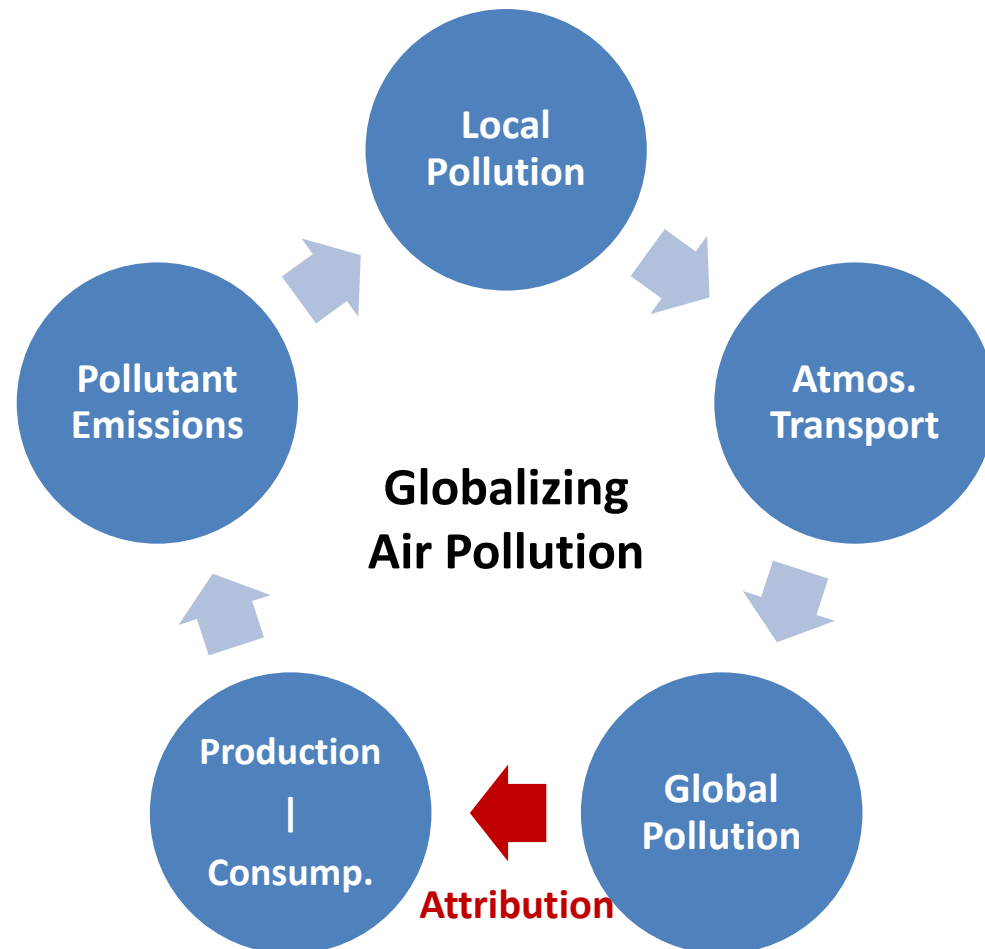 Local
Pollution
Pollutant
Emissions
Atmos.
Transport
Globalizing
Air Pollution
Production
|
Consump.
Global
Pollution
Attribution